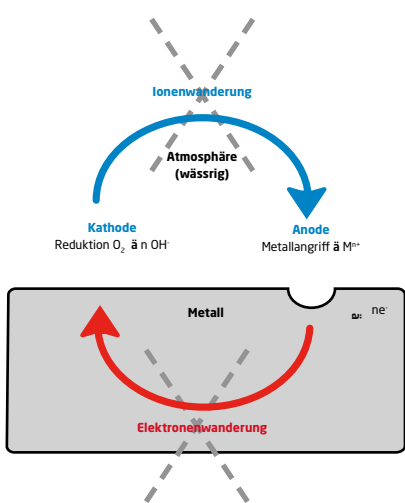 Ionenwanderung
Atmosphäre
(wässrig)
Kathode
Reduktion O₂ ä n OH⁻
Anode
Metallangriff ä Mⁿ⁺
Metall
ä ne⁻
Elektronenwanderung